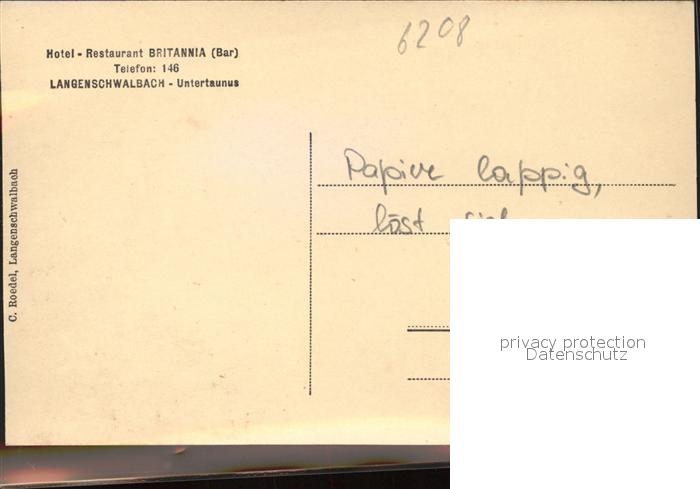 6208
Hotel - Restaurant BRITANNIA (Bar)
Telefon: 146
LANGENSCHWALBACH - Untertaunus
C. Roedel, Langenschwalbach
Papier lappig,
löst
privacy protection
Datenschutz